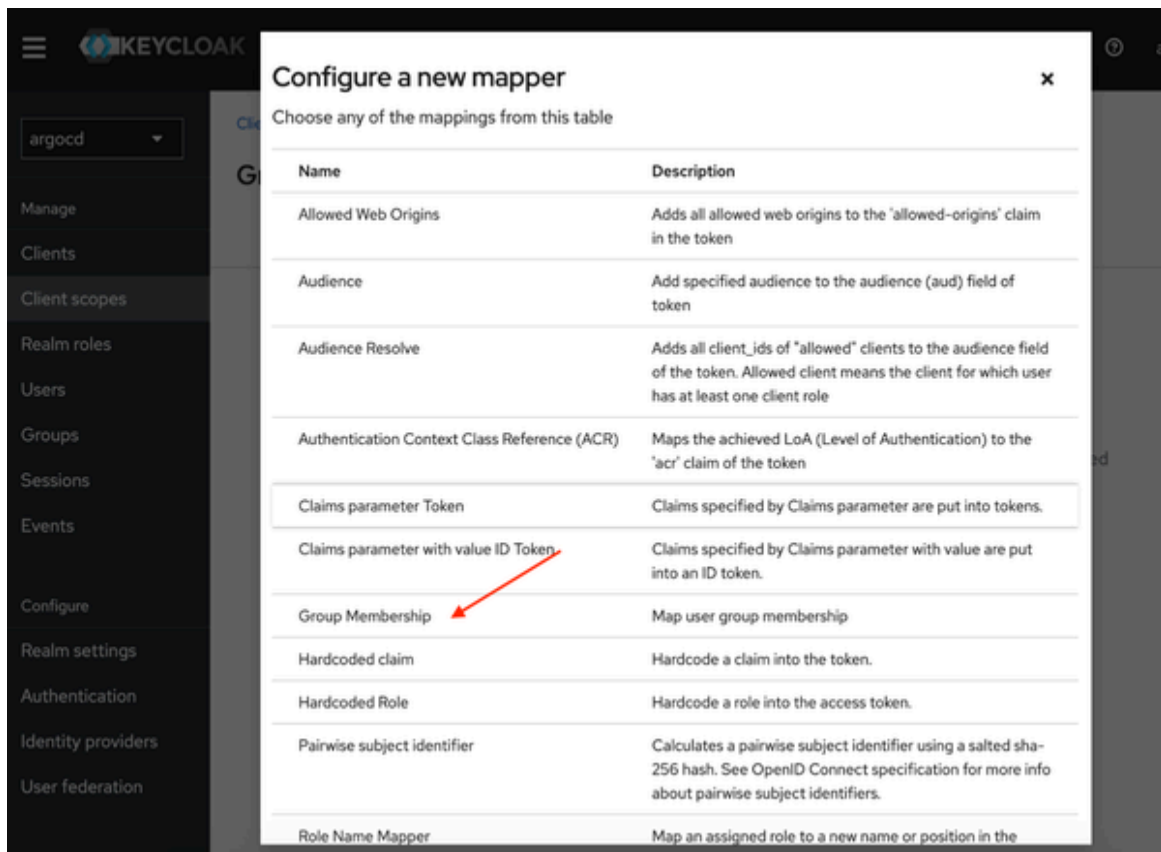 KEYCLOAK
argocd
Manage
Clients
Client scopes
Realm roles
Users
Groups
Sessions
Events
Configure
Realm settings
Authentication
Identity providers
User federation
Configure a new mapper
Choose any of the mappings from this table
Name Description
Allowed Web Origins Adds all allowed web origins to the 'allowed-origins' claim
in the token
Audience Add specified audience to the audience (aud) field of
token
Audience Resolve Adds all client_ids of "allowed" clients to the audience field
of the token. Allowed client means the client for which user
has at least one client role
Authentication Context Class Reference (ACR) Maps the achieved LoA (Level of Authentication) to the
'acr' claim of the token
Claims parameter Token Claims specified by Claims parameter are put into tokens.
Claims parameter with value ID Token Claims specified by Claims parameter with value are put
into an ID token.
Group Membership Map user group membership
Hardcoded claim Hardcode a claim into the token.
Hardcoded Role Hardcode a role into the access token.
Pairwise subject identifier Calculates a pairwise subject identifier using a salted sha-
256 hash. See OpenID Connect specification for more info
about pairwise subject identifiers.
Role Name Mapper Map an assigned role to a new name or position in the